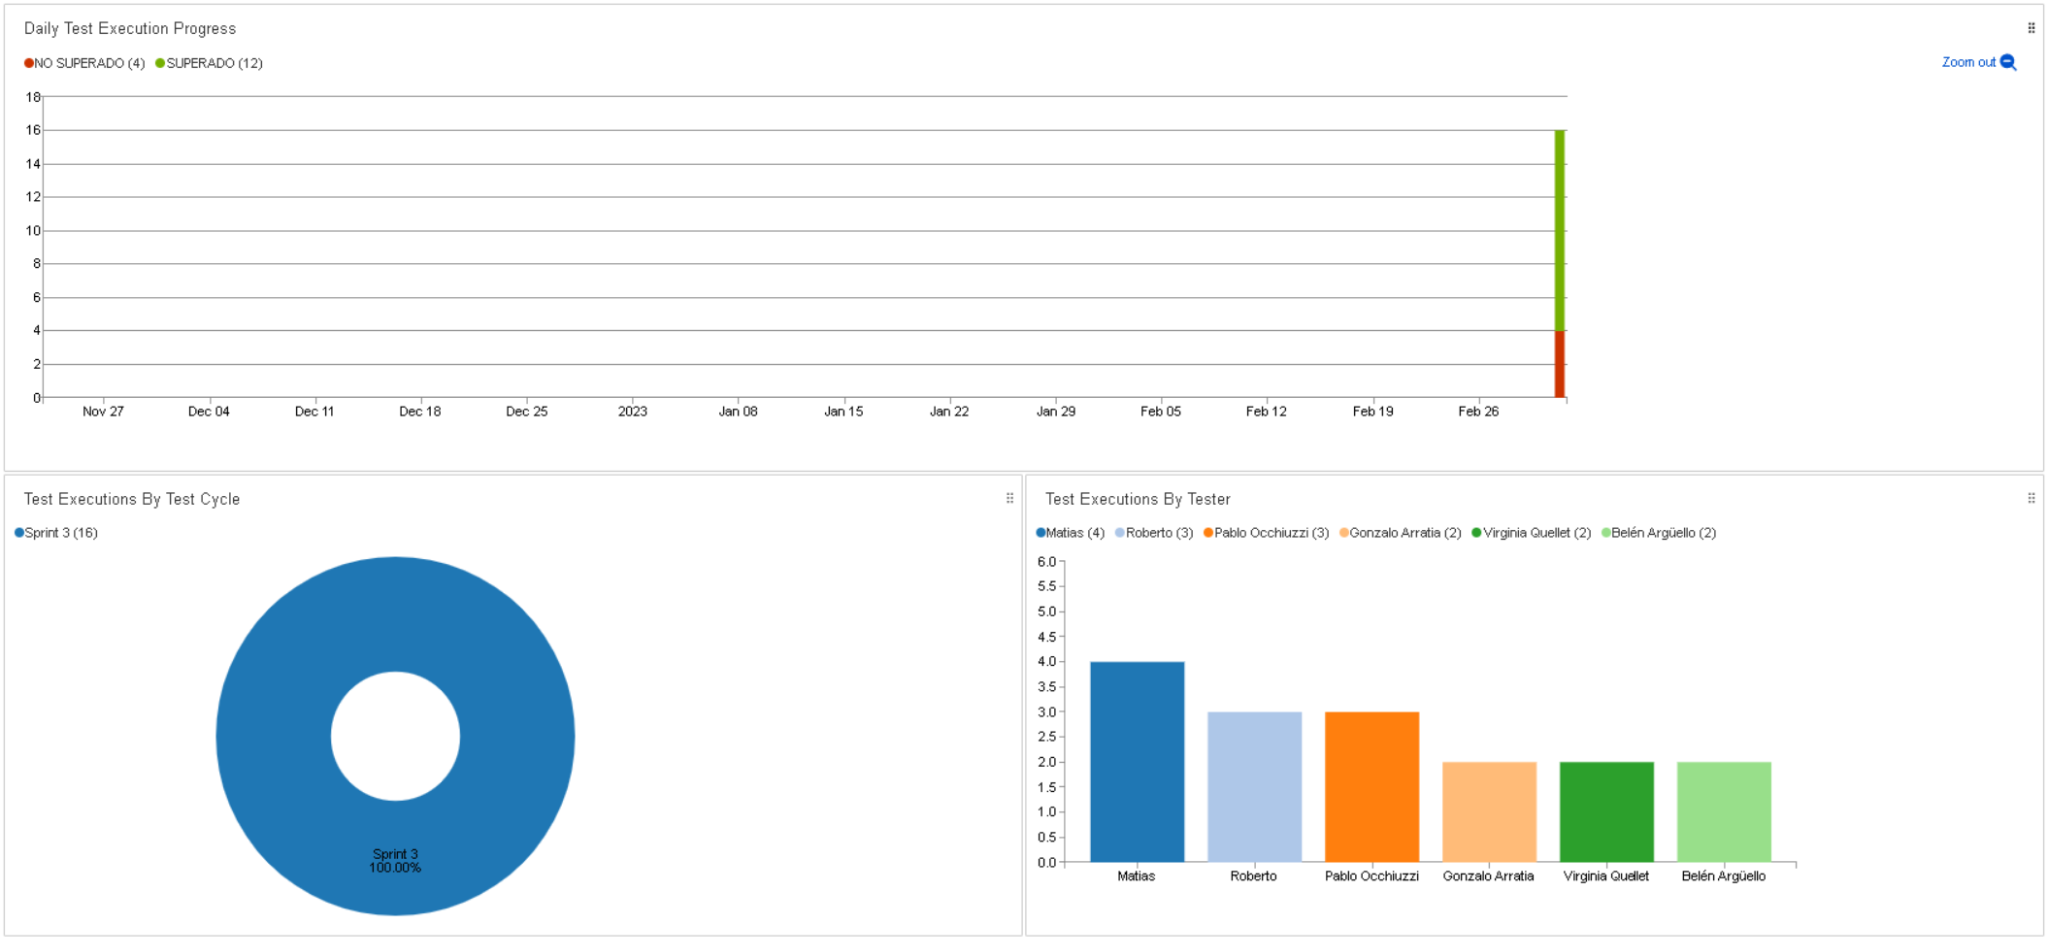 Daily Test Execution Progress
NO SUPERADO (4) SUPERADO (12)
Zoom out
18
16
14
12
10
8
6
4
2
0
Nov 27 Dec 04 Dec 11 Dec 18 Dec 25 2023 Jan 08 Jan 15 Jan 22 Jan 29 Feb 05 Feb 12 Feb 19 Feb 26
Test Executions By Test Cycle
Sprint 3 (16)
Sprint 3
100.00%
Test Executions By Tester
Matias (4) Roberto (3) Pablo Occhiuzzi (3) Gonzalo Arratia (2) Virginia Quellet (2) Belén Argüello (2)
6.0
5.5
5.0
4.5
4.0
3.5
3.0
2.5
2.0
1.5
1.0
0.5
0.0
Matias Roberto Pablo Occhiuzzi Gonzalo Arratia Virginia Quellet Belén Argüello